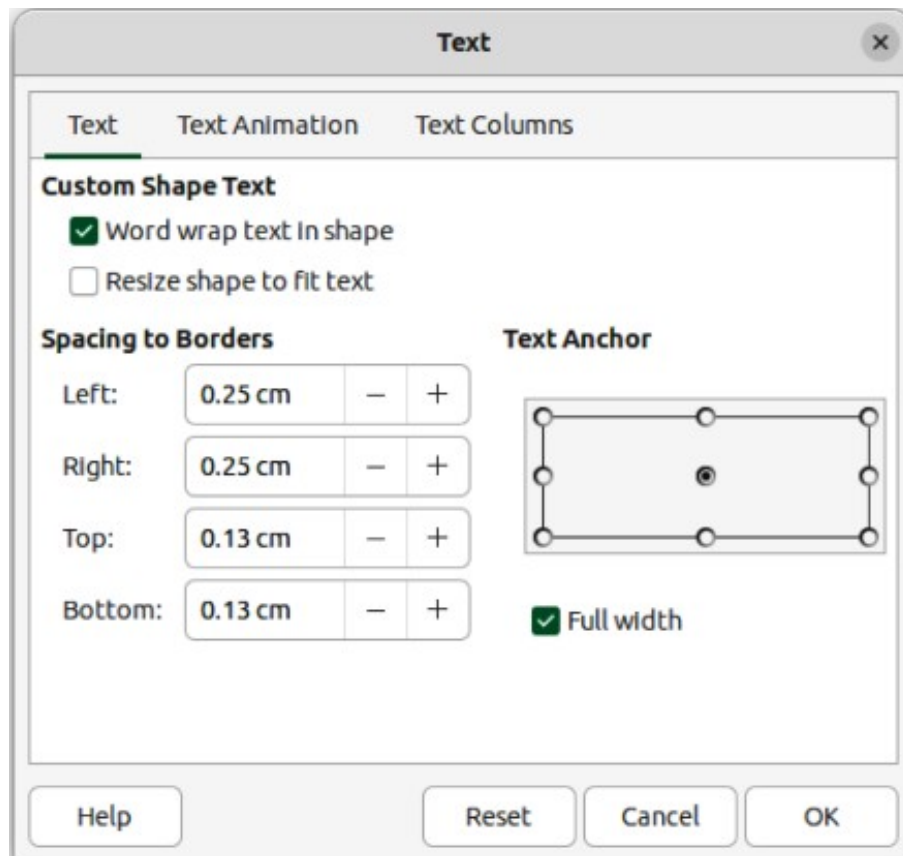 Text
Text Text Animation Text Columns
Custom Shape Text
Word wrap text in shape
Resize shape to fit text
Spacing to Borders Text Anchor
Left: 0.25 cm − +
Right: 0.25 cm − +
Top: 0.13 cm − +
Bottom: 0.13 cm − +
Full width
Help Reset Cancel OK